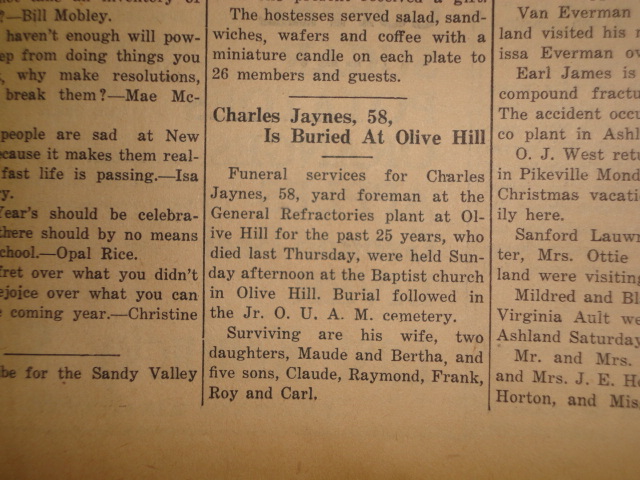 ?—Bill Mobley.
haven't enough will pow-
ep from doing things you
, why make resolutions,
break them?—Mae Mc-
people are sad at New
ecause it makes them real-
fast life is passing.—Isa
ry.
Year's should be celebra-
there should by no means
chool.—Opal Rice.
fret over what you didn't
ejoice over what you can
e coming year.—Christine
be for the Sandy Valley
The hostesses served salad, sand-
wiches, wafers and coffee with a
miniature candle on each plate to
26 members and guests.
Charles Jaynes, 58,
Is Buried At Olive Hill
Funeral services for Charles
Jaynes, 58, yard foreman at the
General Refractories plant at Ol-
ive Hill for the past 25 years, who
died last Thursday, were held Sun-
day afternoon at the Baptist church
in Olive Hill. Burial followed in
the Jr. O. U. A. M. cemetery.
Surviving are his wife, two
daughters, Maude and Bertha, and
five sons, Claude, Raymond, Frank,
Roy and Carl.
Van Everman
land visited his
issa Everman ov
Earl James is
compound fractu
The accident occu
co plant in Ashl
O. J. West retu
in Pikeville Mond
Christmas vacati
ily here.
Sanford Lauwr
ter, Mrs. Ottie
land were visiting
Mildred and Bl
Virginia Ault we
Ashland Saturday
Mr. and Mrs.
and Mrs. J. E. Ho
Horton, and Mis